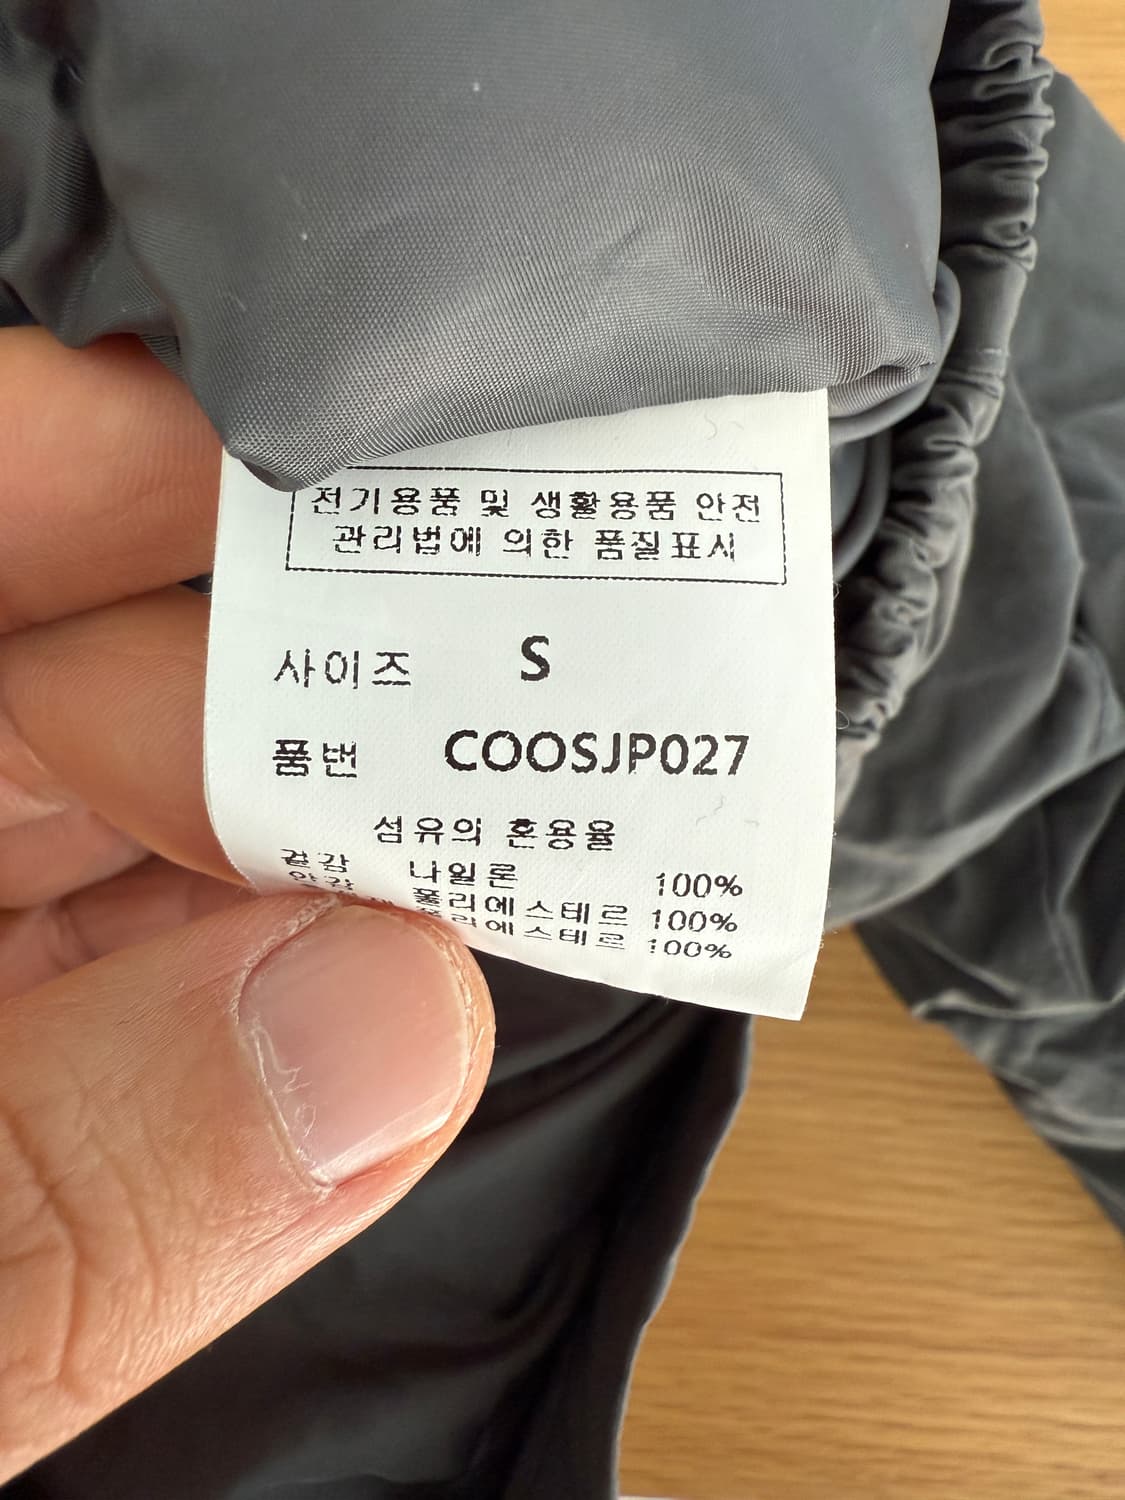 전기용품 및 생활용품 안전
관리법에 의한 품질표시
사이즈 S
품번 COOSJP027
섬유의 혼용율
겉감 나일론 100%
안감 폴리에스테르 100%
폴리에스테르 100%